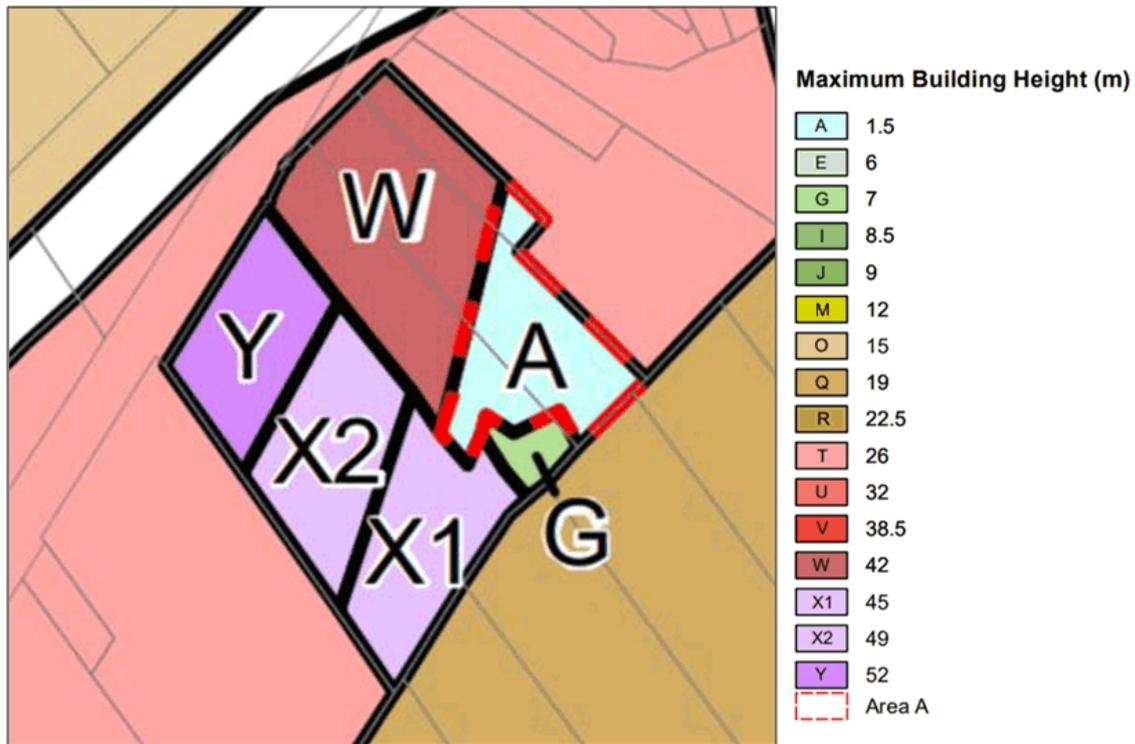 W
Y
A
X2
X1
G
Maximum Building Height (m)
A 1.5
E 6
G 7
I 8.5
J 9
M 12
O 15
Q 19
R 22.5
T 26
U 32
V 38.5
W 42
X1 45
X2 49
Y 52
Area A